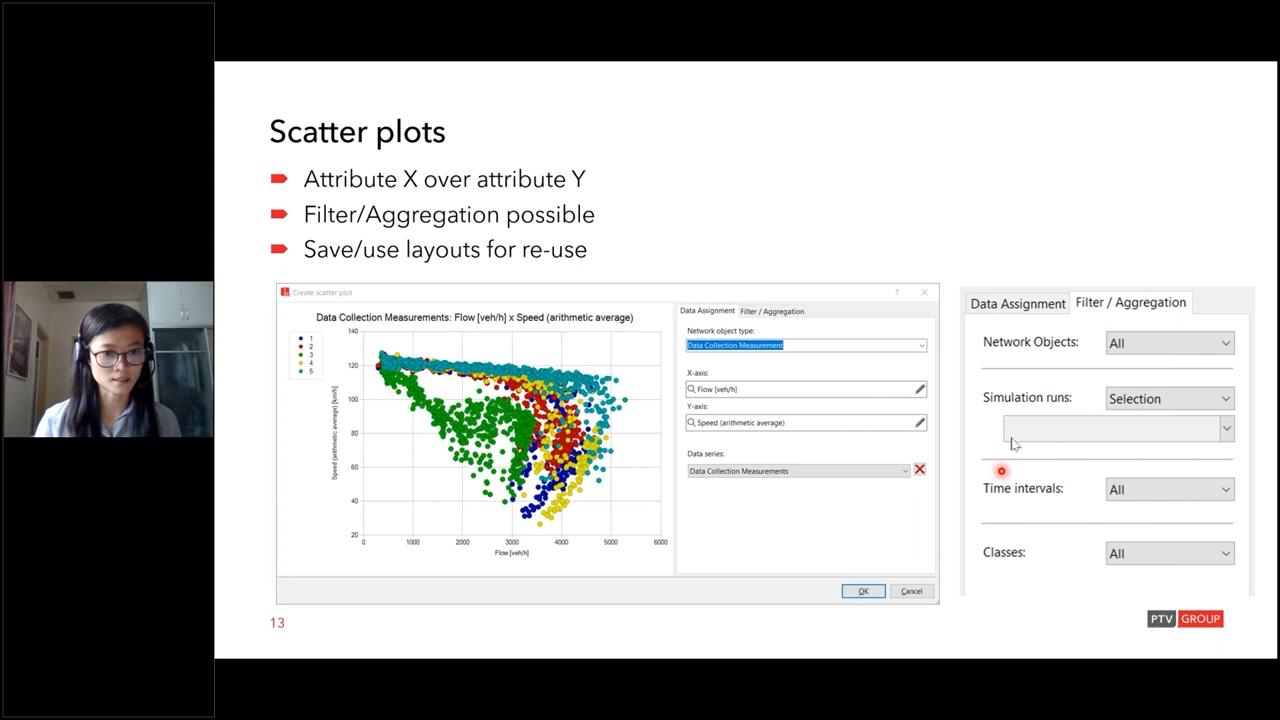 Scatter plots
Attribute X over attribute Y
Filter/Aggregation possible
Save/use layouts for re-use
Create scatter plot
?
Data Collection Measurements: Flow [veh/h] x Speed (arithmetic average)
1
2
3
4
5
140
120
100
80
60
40
20
Speed (arithmetic average) [km/h]
0
1000
2000
3000
4000
5000
6000
Flow [veh/h]
Data Assignment
Filter / Aggregation
Network object type:
Data Collection Measurement
X-axis:
Flow [veh/h]
Y-axis:
Speed (arithmetic average)
Data series:
Data Collection Measurements
OK
Cancel
Data Assignment
Filter / Aggregation
Network Objects:
All
Simulation runs:
Selection
Time intervals:
All
Classes:
All
13
PTV GROUP